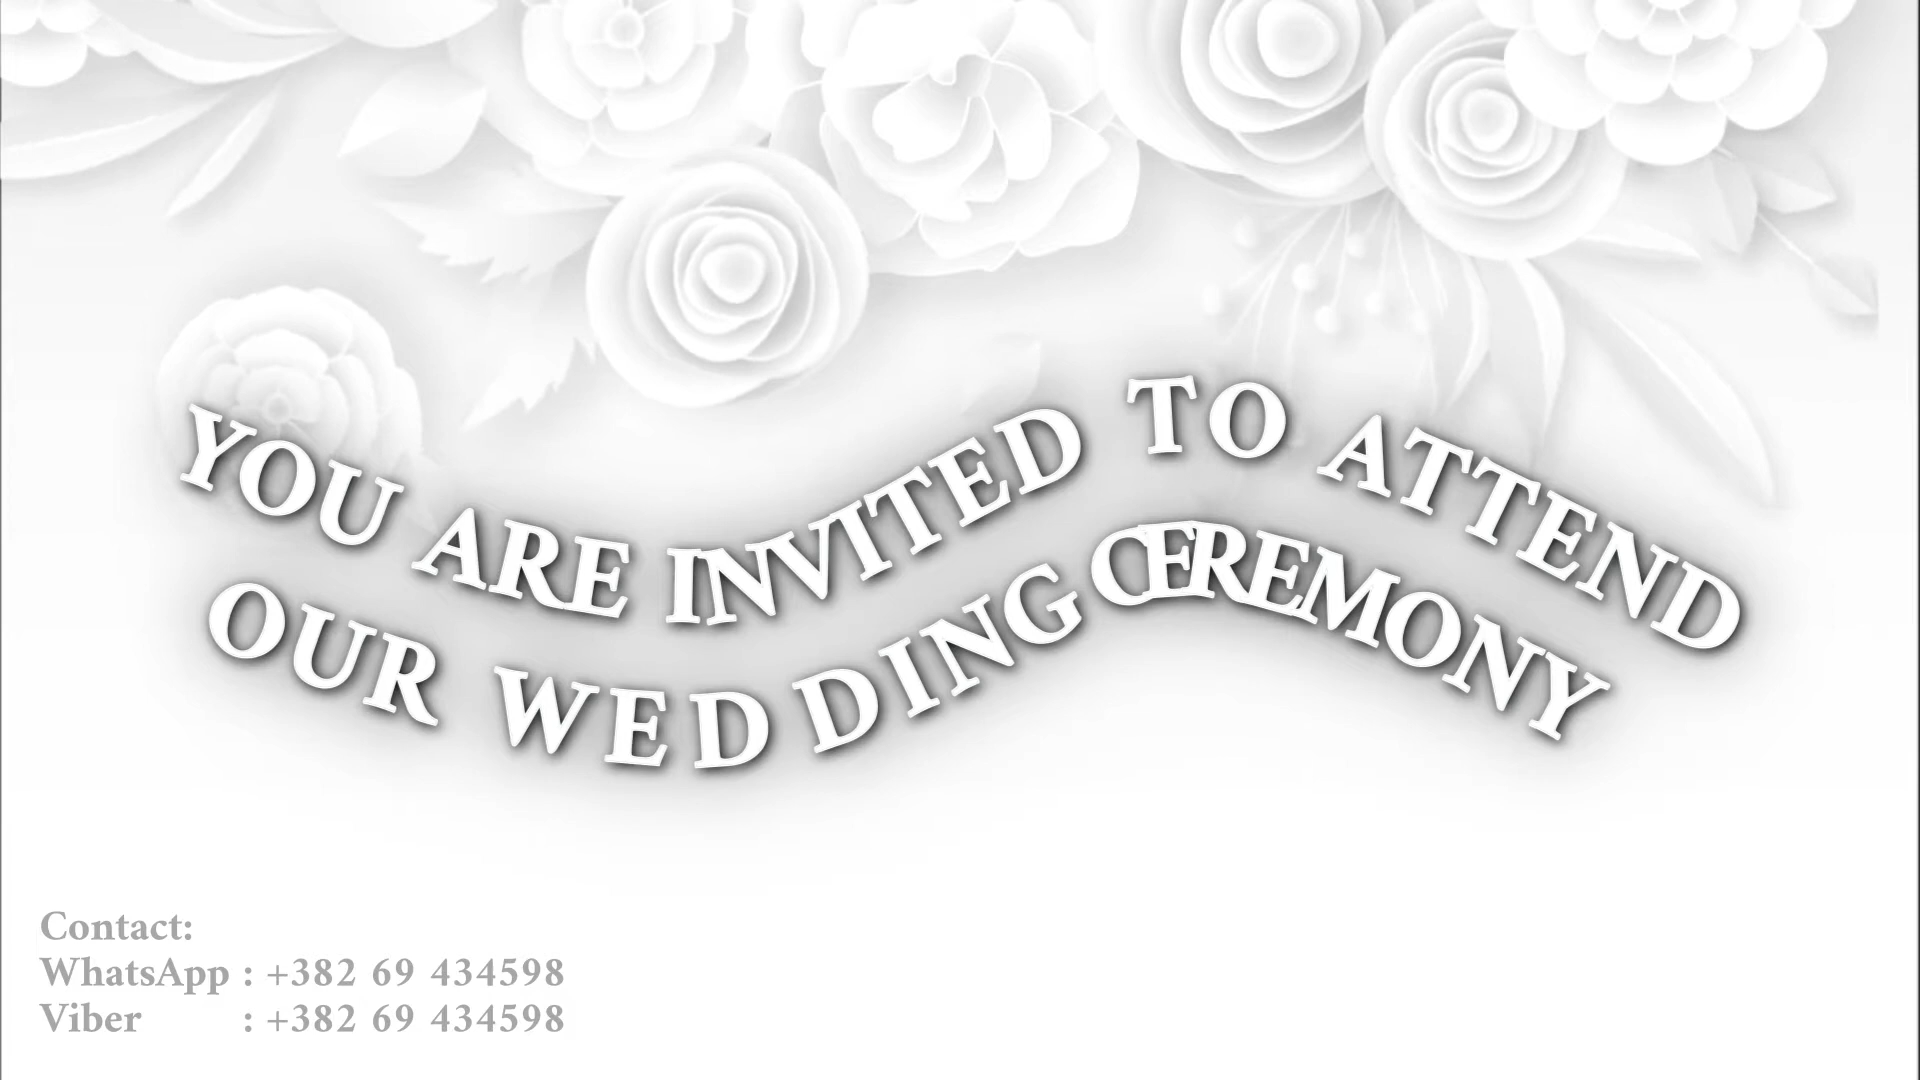 YOU ARE INVITED TO ATTEND
OUR WEDDING CEREMONY
Contact:
WhatsApp : +382 69 434598
Viber : +382 69 434598